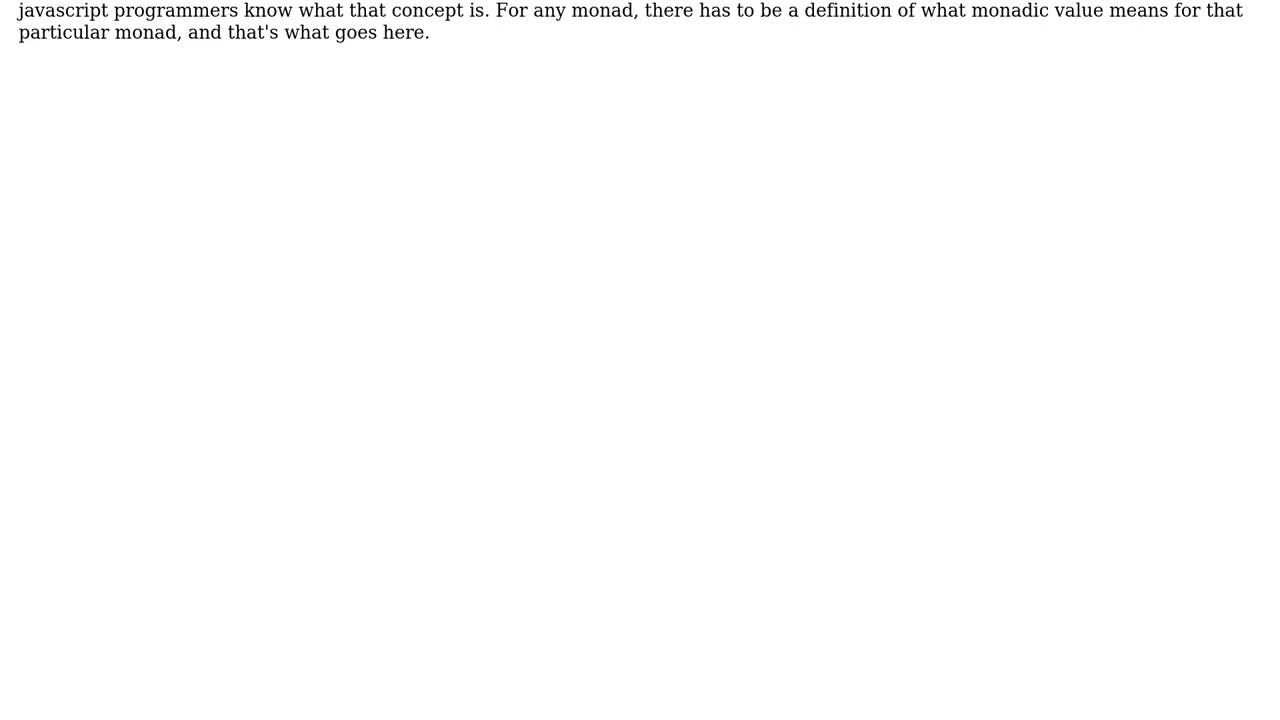 javascript programmers know what that concept is. For any monad, there has to be a definition of what monadic value means for that
particular monad, and that's what goes here.